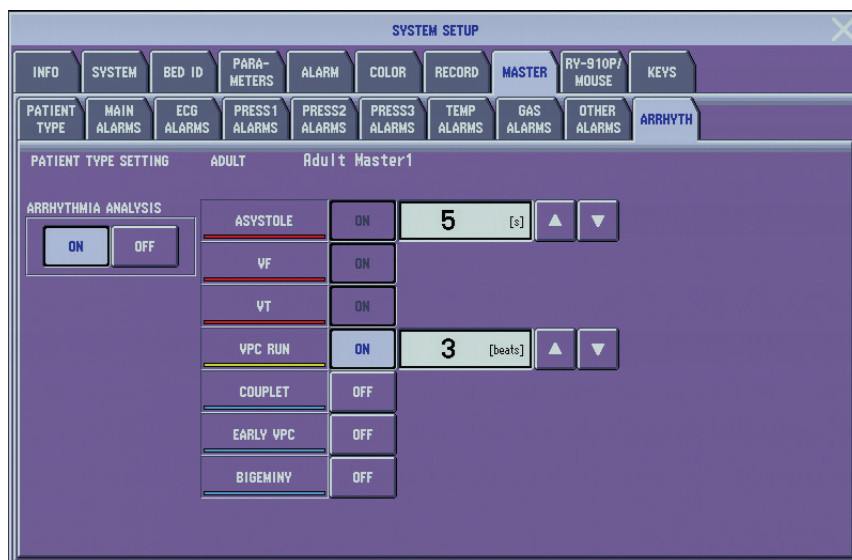 SYSTEM SETUP
INFO SYSTEM BED ID PARA-METERS ALARM COLOR RECORD MASTER RY-910P/MOUSE KEYS
PATIENT TYPE MAIN ALARMS ECG ALARMS PRESS1 ALARMS PRESS2 ALARMS PRESS3 ALARMS TEMP ALARMS GAS ALARMS OTHER ALARMS ARRHYTH
PATIENT TYPE SETTING ADULT Adult Master1
ARRHYTHMIA ANALYSIS
ON OFF
ASYSTOLE ON 5 [s]
VF ON
VT ON
VPC RUN ON 3 [beats]
COUPLET OFF
EARLY VPC OFF
BIGEMINY OFF